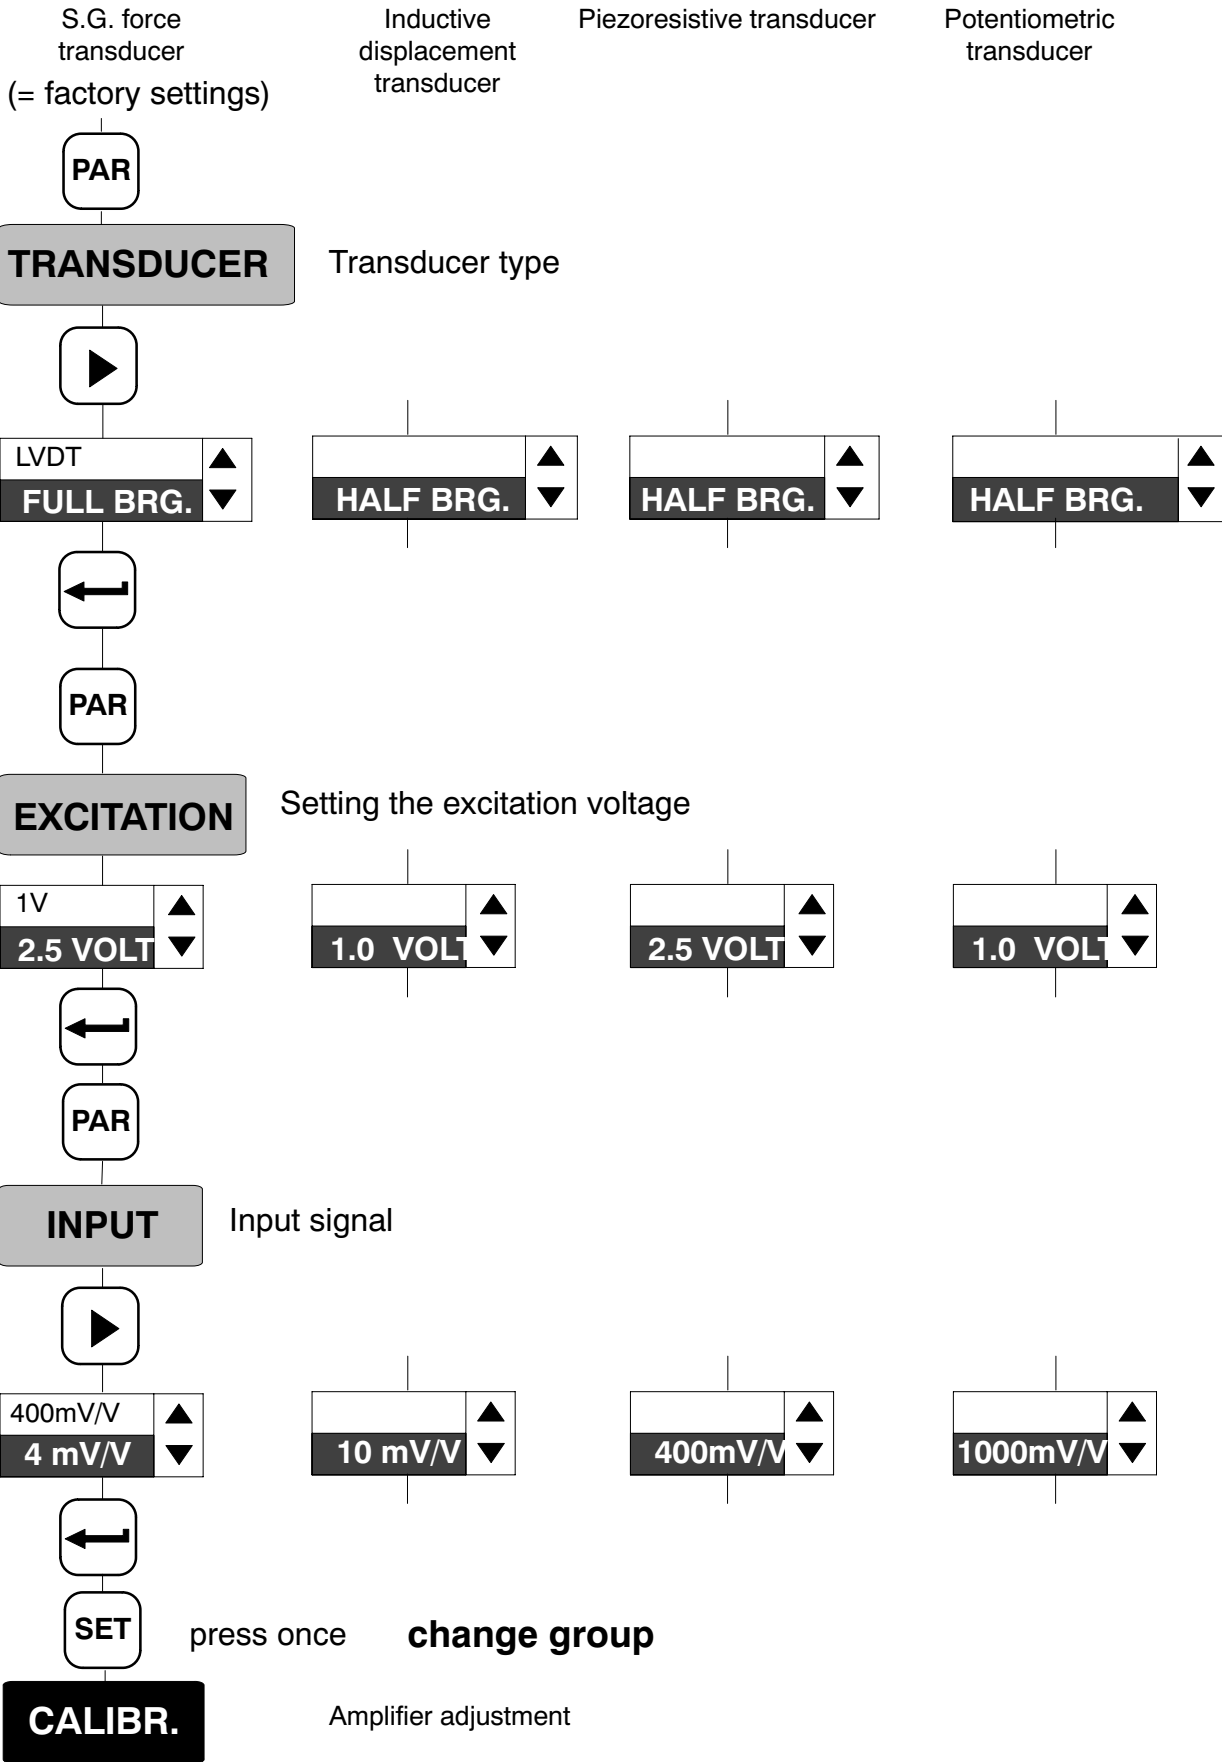 S.G. force
transducer
(= factory settings)
Inductive
displacement
transducer
Piezoresistive transducer
Potentiometric
transducer
PAR
TRANSDUCER
Transducer type
LVDT
FULL BRG.
HALF BRG.
HALF BRG.
HALF BRG.
PAR
EXCITATION
Setting the excitation voltage
1V
2.5 VOLT
1.0 VOLT
2.5 VOLT
1.0 VOLT
PAR
INPUT
Input signal
400mV/V
4 mV/V
10 mV/V
400mV/V
1000mV/V
SET
press once
change group
CALIBR.
Amplifier adjustment